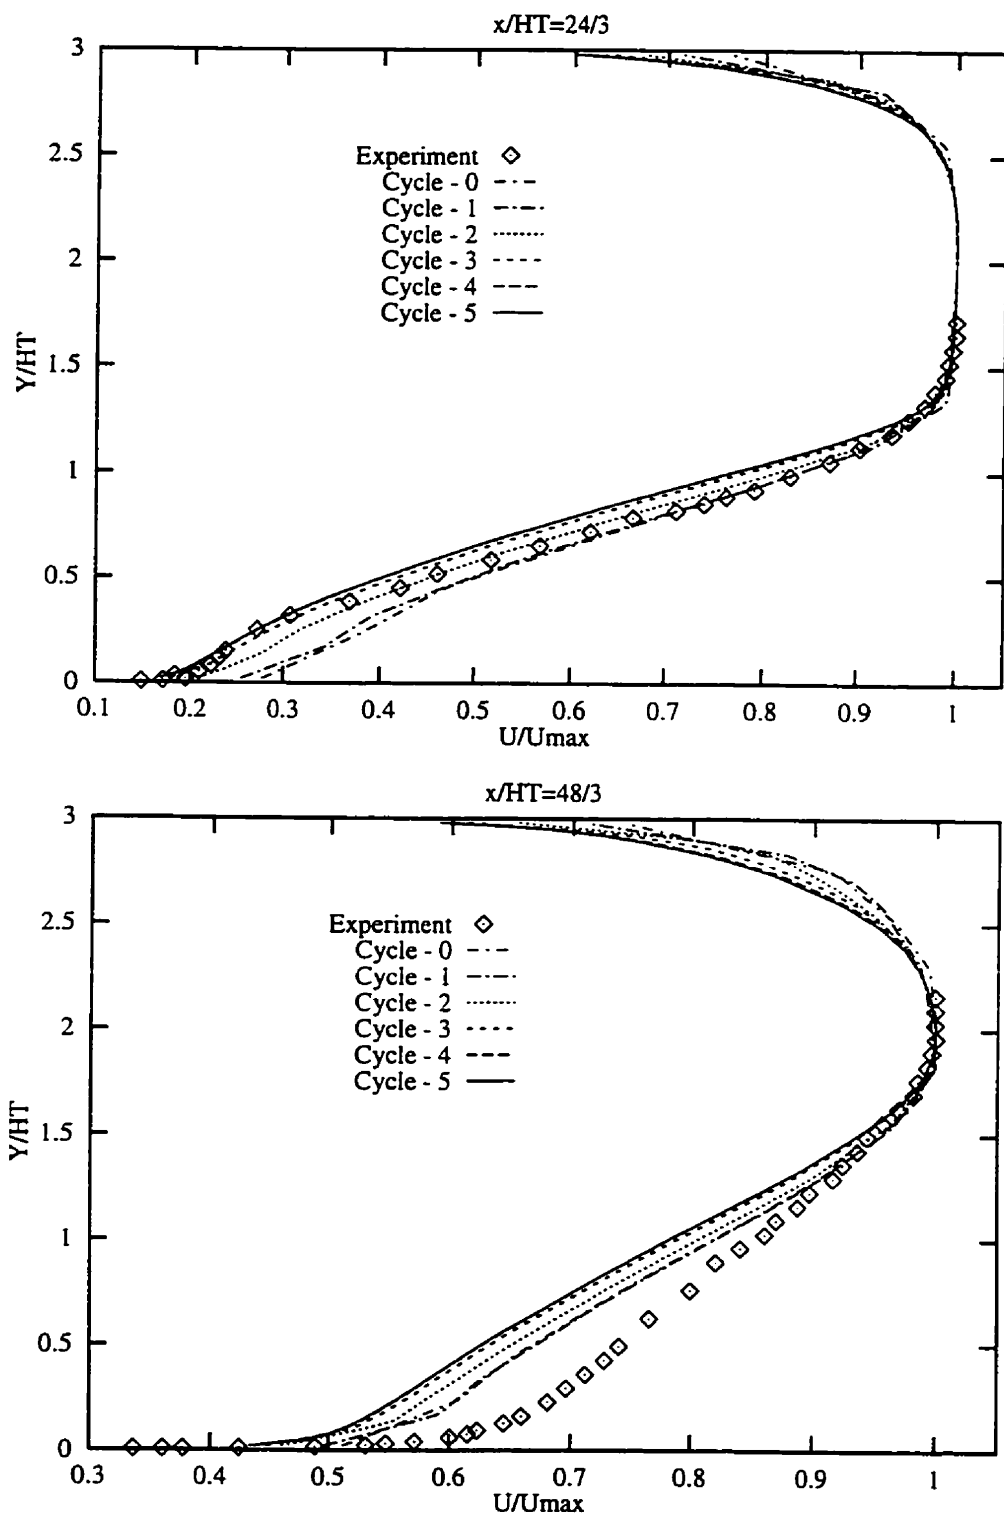 x/HT=24/3
3
2.5
2
1.5
1
0.5
0
Y/HT
Experiment
Cycle - 0
Cycle - 1
Cycle - 2
Cycle - 3
Cycle - 4
Cycle - 5
0.1 0.2 0.3 0.4 0.5 0.6 0.7 0.8 0.9 1
U/Umax
x/HT=48/3
3
2.5
2
1.5
1
0.5
0
Y/HT
Experiment
Cycle - 0
Cycle - 1
Cycle - 2
Cycle - 3
Cycle - 4
Cycle - 5
0.3 0.4 0.5 0.6 0.7 0.8 0.9 1
U/Umax